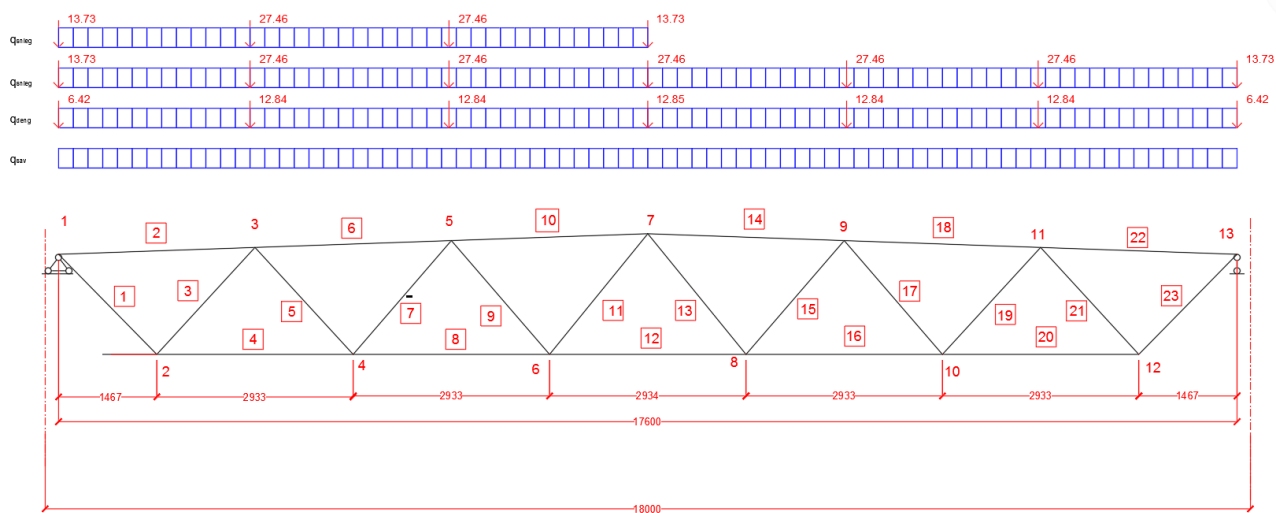 13.73 27.46 27.46 13.73
qsnieg
13.73 27.46 27.46 27.46 27.46 27.46 13.73
qsnieg
6.42 12.84 12.84 12.85 12.84 12.84 6.42
qdeng
qsav
1 2 3 6 5 10 7 14 9 18 11 22 13
1 3 5 7 9 11 13 15 17 19 21 23
4 8 12 16 20
2 4 6 8 10 12
1467 2933 2933 2934 2933 2933 1467
17600
18000